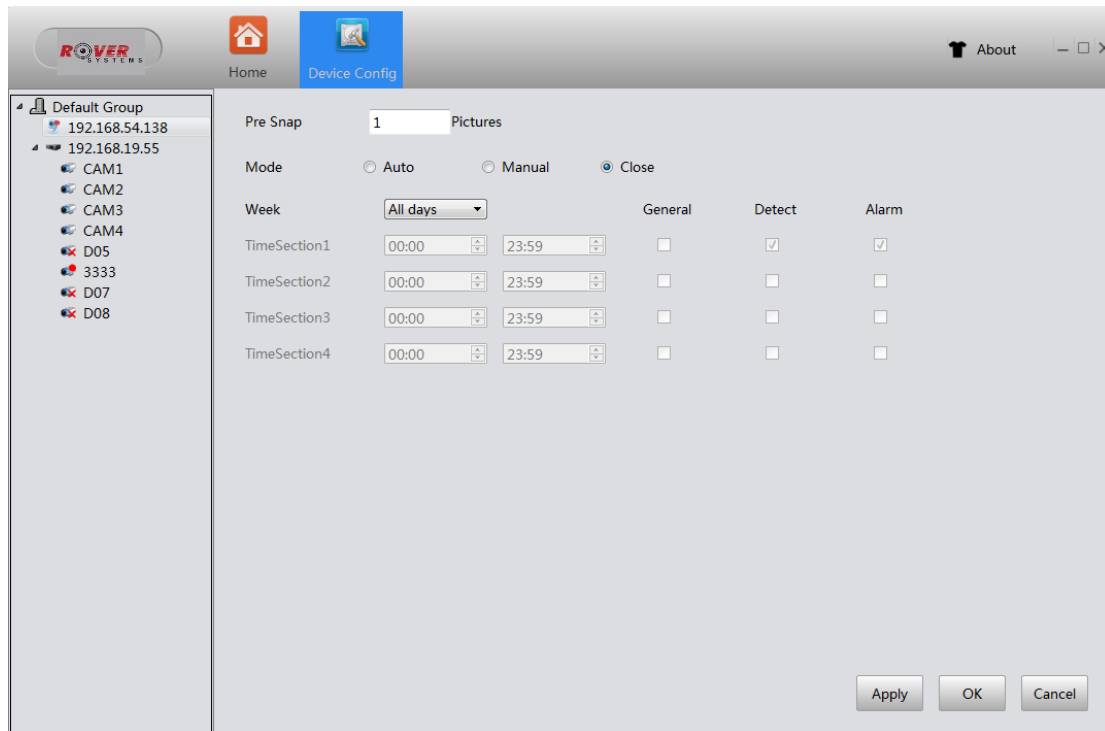 ROVER
SYSTEMS
Home
Device Config
About
Default Group
192.168.54.138
192.168.19.55
CAM1
CAM2
CAM3
CAM4
D05
3333
D07
D08
Pre Snap 1 Pictures
Mode Auto Manual Close
Week All days General Detect Alarm
TimeSection1 00:00 23:59
TimeSection2 00:00 23:59
TimeSection3 00:00 23:59
TimeSection4 00:00 23:59
Apply OK Cancel